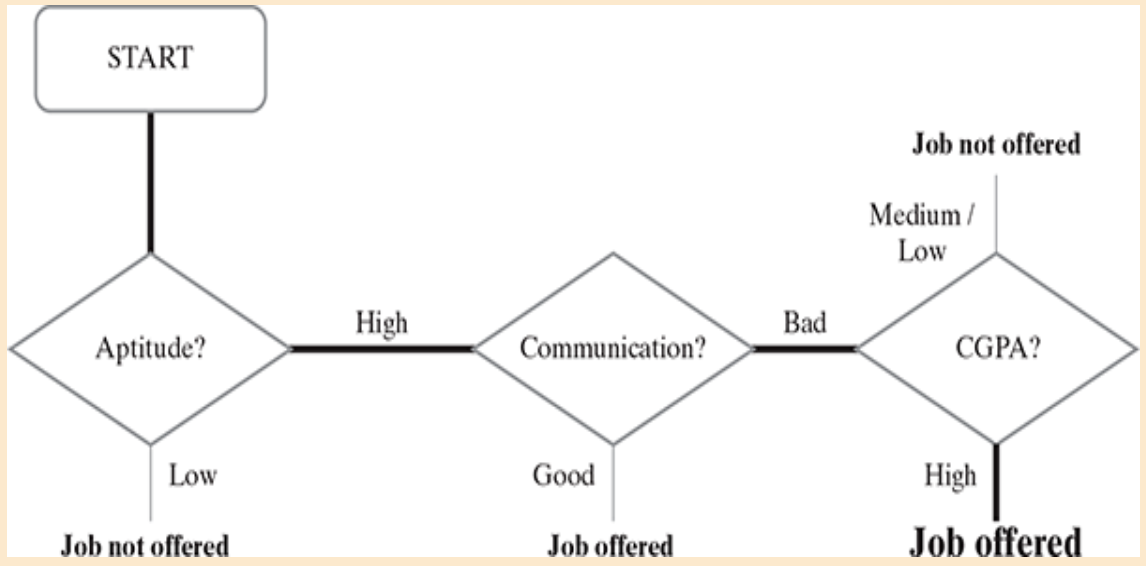 START
Job not offered
Medium /
Low
High
Bad
Aptitude?
Communication?
CGPA?
Low
Good
High
Job not offered
Job offered
Job offered